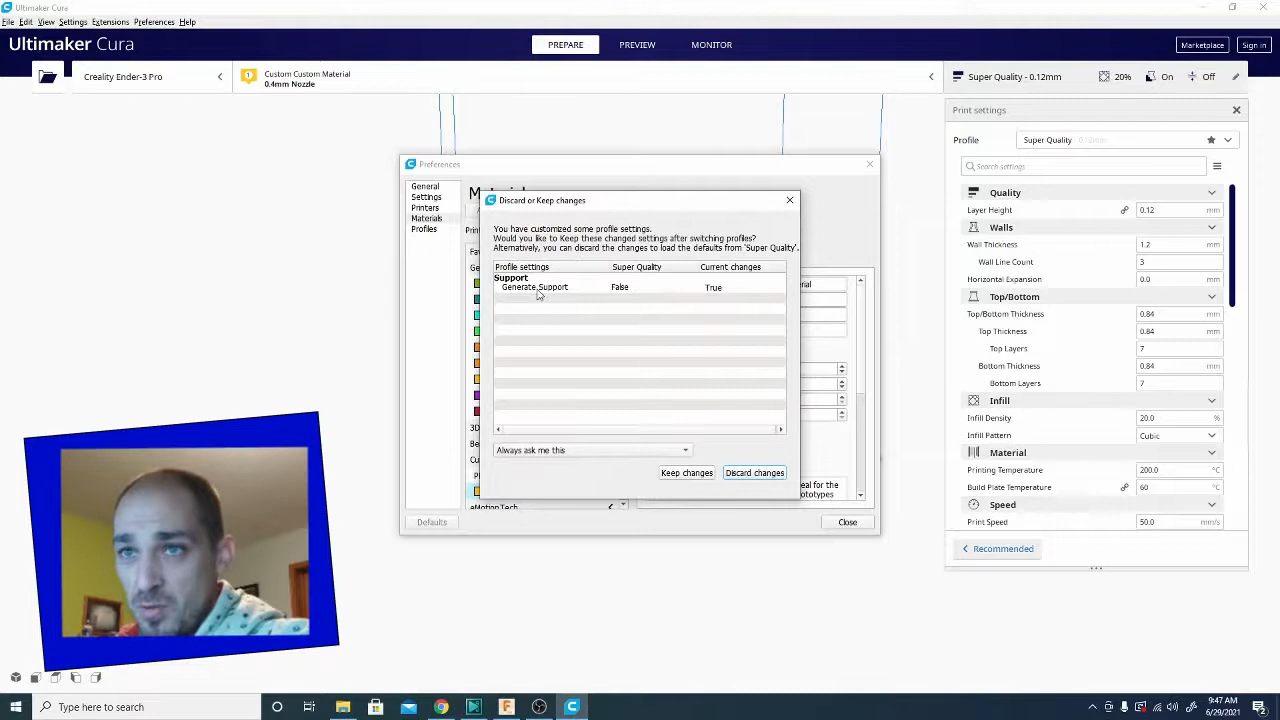 Ultimaker Cura
File Edit View Settings Extensions Preferences Help
Ultimaker Cura
PREPARE
PREVIEW
MONITOR
Marketplace
Sign in
Creality Ender-3 Pro
Custom Custom Material
0.4mm Nozzle
Super Quality - 0.12mm
20%
On
Off
Print settings
Profile
Super Quality 0.12mm
Search settings
Quality
Layer Height 0.12 mm
Walls
Wall Thickness 1.2 mm
Wall Line Count 3
Horizontal Expansion 0.0 mm
Top/Bottom
Top/Bottom Thickness 0.84 mm
Top Thickness 0.84 mm
Top Layers 7
Bottom Thickness 0.84 mm
Bottom Layers 7
Infill
Infill Density 20.0 %
Infill Pattern Cubic
Material
Printing Temperature 200.0 °C
Build Plate Temperature 60 °C
Speed
Print Speed 50.0 mm/s
Recommended
Preferences
General
Settings
Printers
Materials
Profiles
Defaults
Close
eMotionTech
Discard or Keep changes
You have customized some profile settings.
Would you like to Keep these changed settings after switching profiles?
Alternatively, you can discard the changes to load the defaults from 'Super Quality'.
Profile settings Super Quality Current changes
Support
Generate Support False True
Always ask me this
Keep changes
Discard changes
Type here to search
9:47 AM
6/29/2021
2